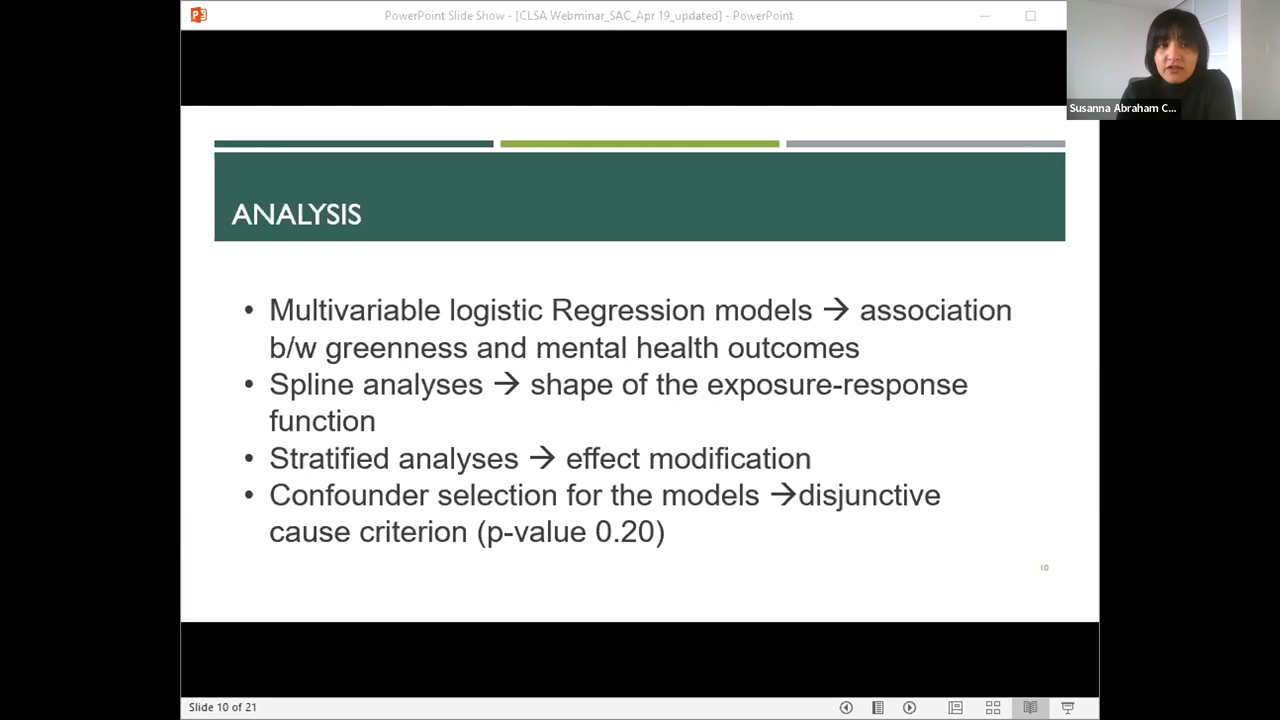 PowerPoint Slide Show - [CLSA Webminar_SAC_Apr 19_updated] - PowerPoint
Susanna Abraham C...
ANALYSIS
• Multivariable logistic Regression models → association
b/w greenness and mental health outcomes
• Spline analyses → shape of the exposure-response
function
• Stratified analyses → effect modification
• Confounder selection for the models →disjunctive
cause criterion (p-value 0.20)
10
Slide 10 of 21